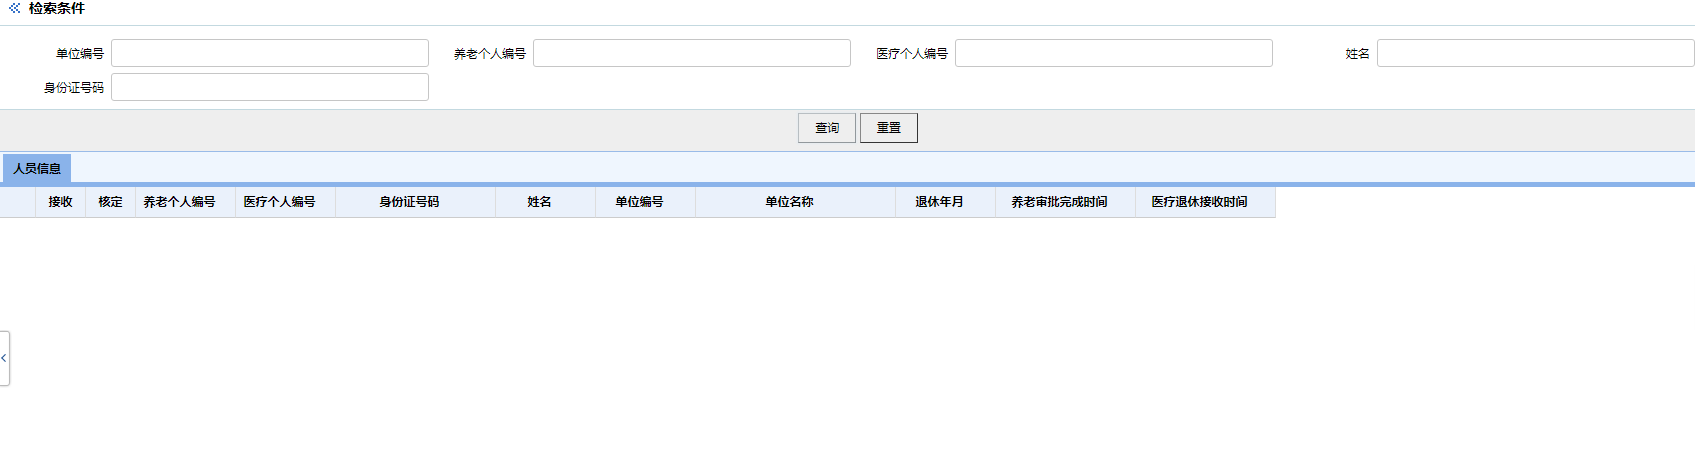 检索条件
单位编号 养老个人编号 医疗个人编号 姓名
身份证号码
查询 重置
人员信息
接收 核定 养老个人编号 医疗个人编号 身份证号码 姓名 单位编号 单位名称 退休年月 养老审批完成时间 医疗退休接收时间